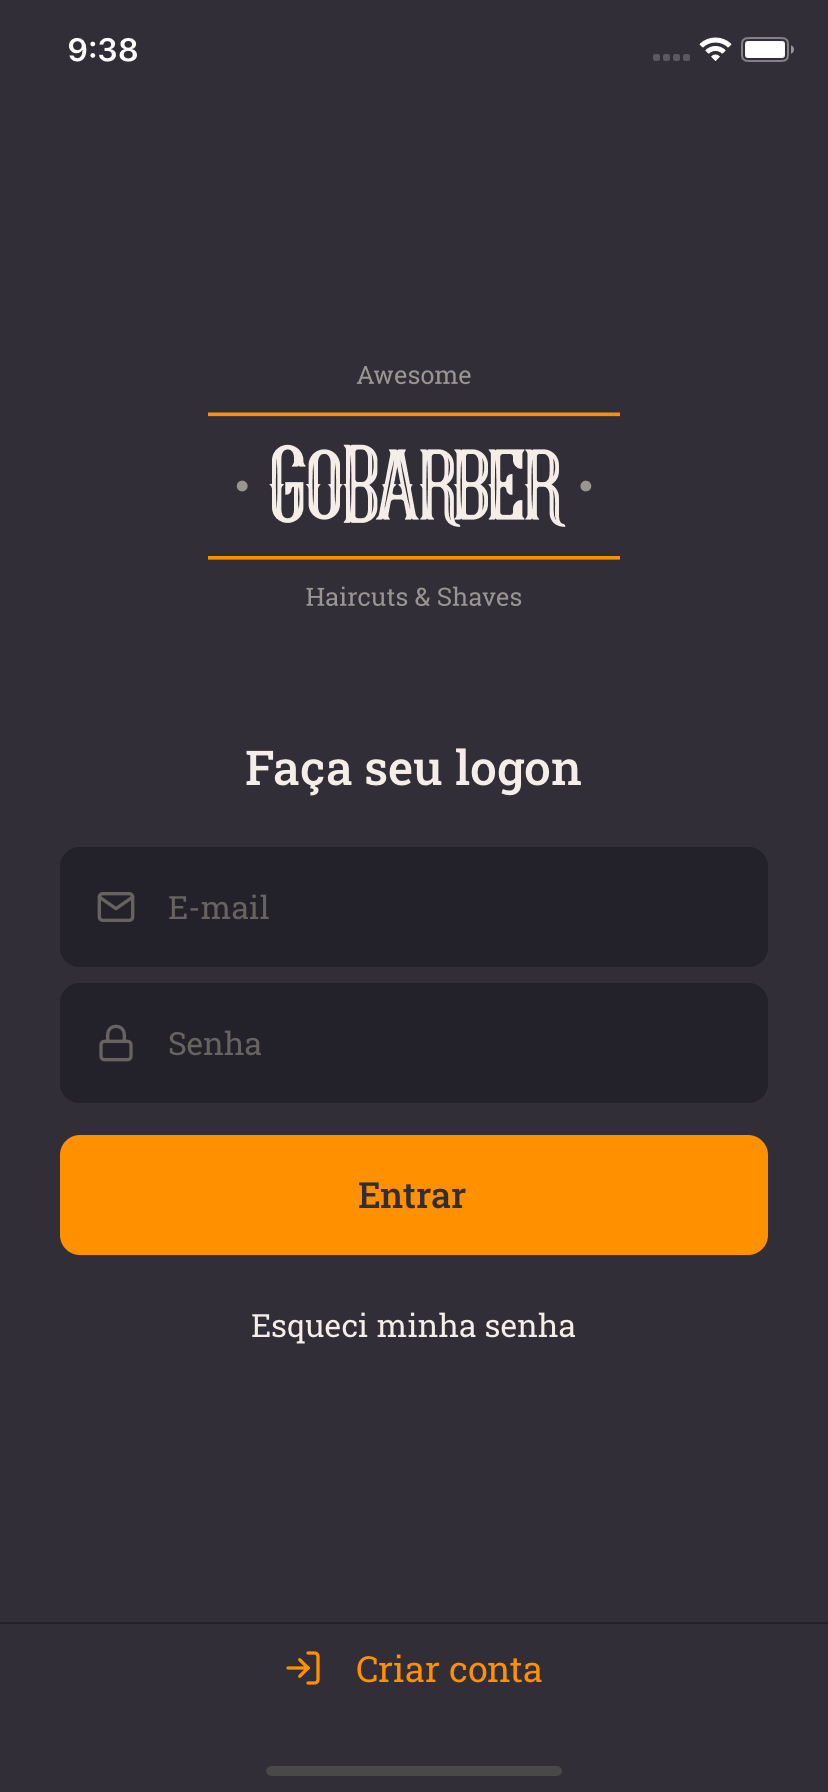 9:38
Awesome
• GOBARBER •
Haircuts & Shaves
Faça seu logon
E-mail
Senha
Entrar
Esqueci minha senha
Criar conta